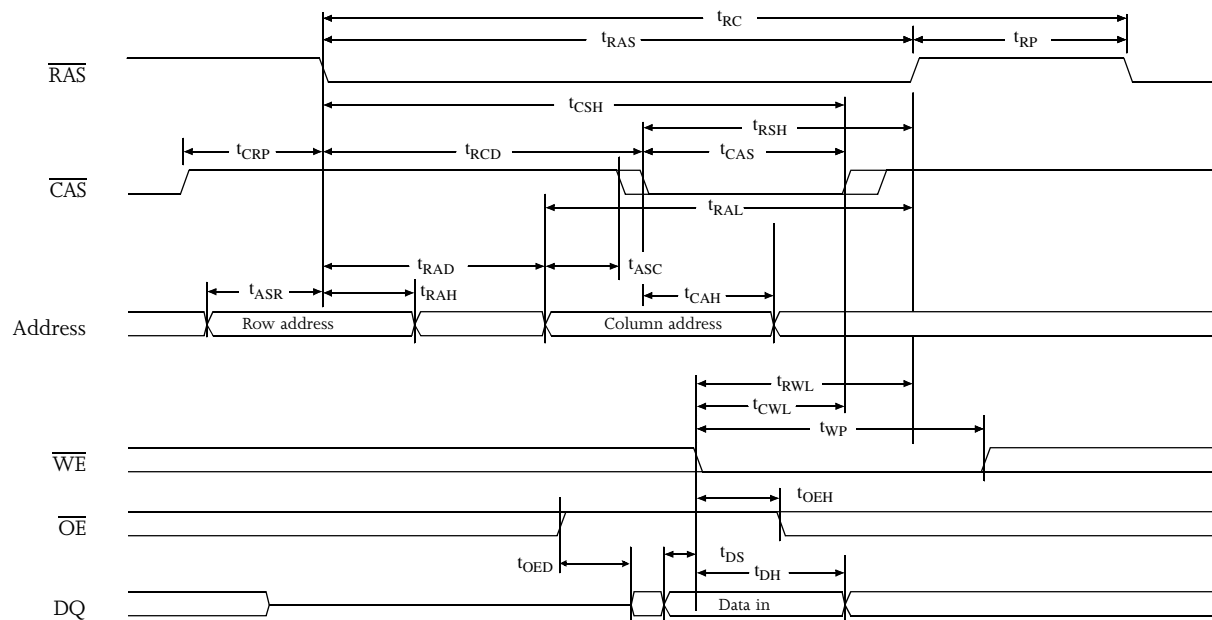 tRC
tRAS
tRP
RAS
tCSH
tRSH
tCRP
tRCD
tCAS
CAS
tRAL
tRAD
tASC
tASR
tRAH
tCAH
Address
Row address
Column address
tRWL
tCWL
tWP
WE
tOEH
OE
tOED
tDS
tDH
DQ
Data in